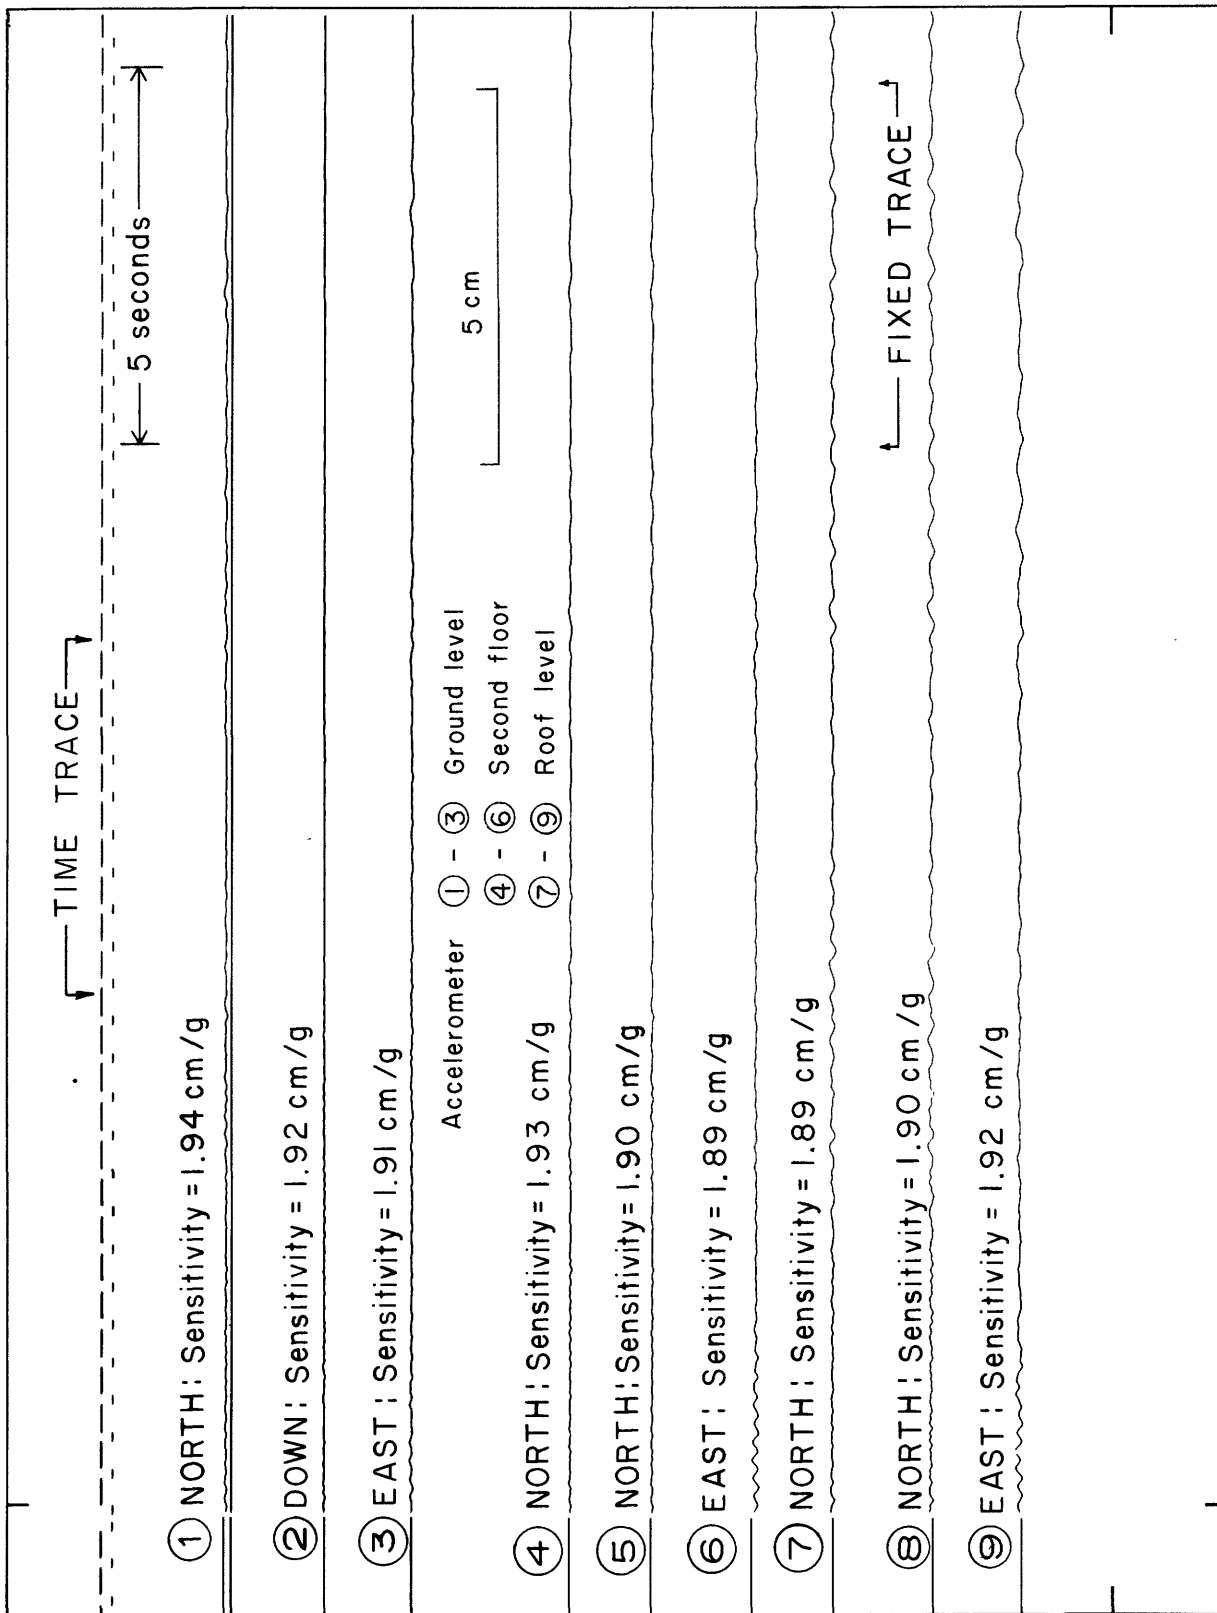 TIME TRACE
5 seconds
① NORTH: Sensitivity = 1.94 cm/g
② DOWN: Sensitivity = 1.92 cm/g
③ EAST: Sensitivity = 1.91 cm/g
Accelerometer ① - ③ Ground level
④ - ⑥ Second floor
⑦ - ⑨ Roof level
5 cm
④ NORTH: Sensitivity = 1.93 cm/g
⑤ NORTH: Sensitivity = 1.90 cm/g
⑥ EAST: Sensitivity = 1.89 cm/g
⑦ NORTH: Sensitivity = 1.89 cm/g
FIXED TRACE
⑧ NORTH: Sensitivity = 1.90 cm/g
⑨ EAST: Sensitivity = 1.92 cm/g